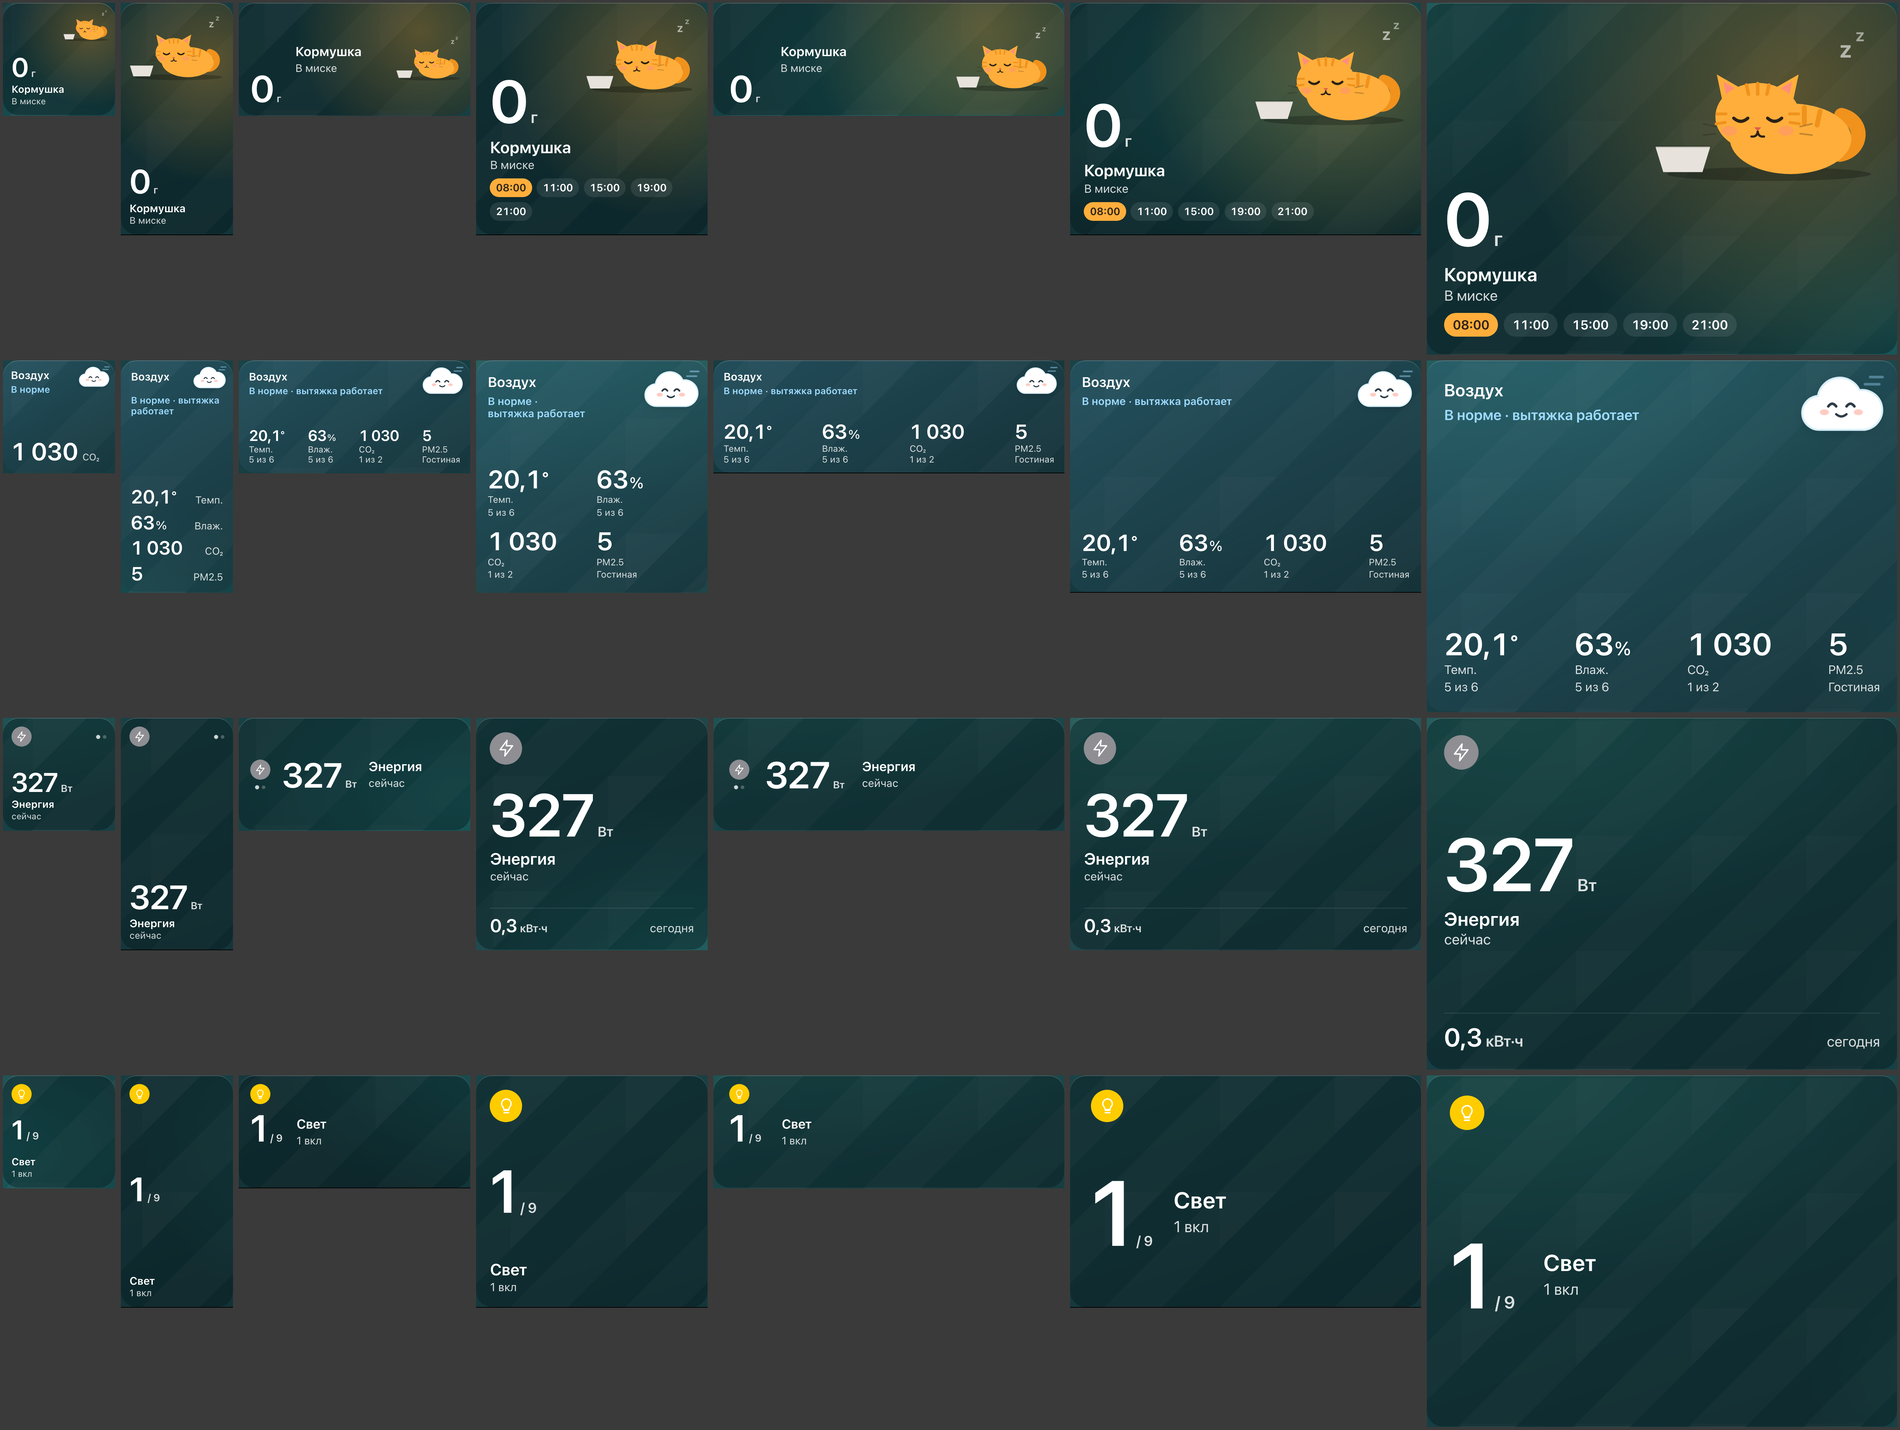 z z
0 г
Кормушка
В миске
z z
0 г
Кормушка
В миске
z z
Кормушка
В миске
0 г
z z
0 г
Кормушка
В миске
08:00 11:00 15:00 19:00
21:00
z z
Кормушка
В миске
0 г
z z
0 г
Кормушка
В миске
08:00 11:00 15:00 19:00 21:00
z z
0 г
Кормушка
В миске
08:00 11:00 15:00 19:00 21:00
Воздух
В норме
1 030 CO₂
Воздух
В норме · вытяжка
работает
20,1° Темп.
63% Влаж.
1 030 CO₂
5 PM2.5
Воздух
В норме · вытяжка работает
20,1° 63% 1 030 5
Темп. Влаж. CO₂ PM2.5
5 из 6 5 из 6 1 из 2 Гостиная
Воздух
В норме ·
вытяжка работает
20,1° 63%
Темп. Влаж.
5 из 6 5 из 6
1 030 5
CO₂ PM2.5
1 из 2 Гостиная
Воздух
В норме · вытяжка работает
20,1° 63% 1 030 5
Темп. Влаж. CO₂ PM2.5
5 из 6 5 из 6 1 из 2 Гостиная
Воздух
В норме · вытяжка работает
20,1° 63% 1 030 5
Темп. Влаж. CO₂ PM2.5
5 из 6 5 из 6 1 из 2 Гостиная
Воздух
В норме · вытяжка работает
20,1° 63% 1 030 5
Темп. Влаж. CO₂ PM2.5
5 из 6 5 из 6 1 из 2 Гостиная
327 Вт
Энергия
сейчас
327 Вт
Энергия
сейчас
327 Вт
Энергия
сейчас
327 Вт
Энергия
сейчас
0,3 кВт·ч сегодня
327 Вт
Энергия
сейчас
327 Вт
Энергия
сейчас
0,3 кВт·ч сегодня
327 Вт
Энергия
сейчас
0,3 кВт·ч сегодня
1 / 9
Свет
1 вкл
1 / 9
Свет
1 вкл
1 / 9
Свет
1 вкл
1 / 9
Свет
1 вкл
1 / 9
Свет
1 вкл
1 / 9
Свет
1 вкл
1 / 9
Свет
1 вкл